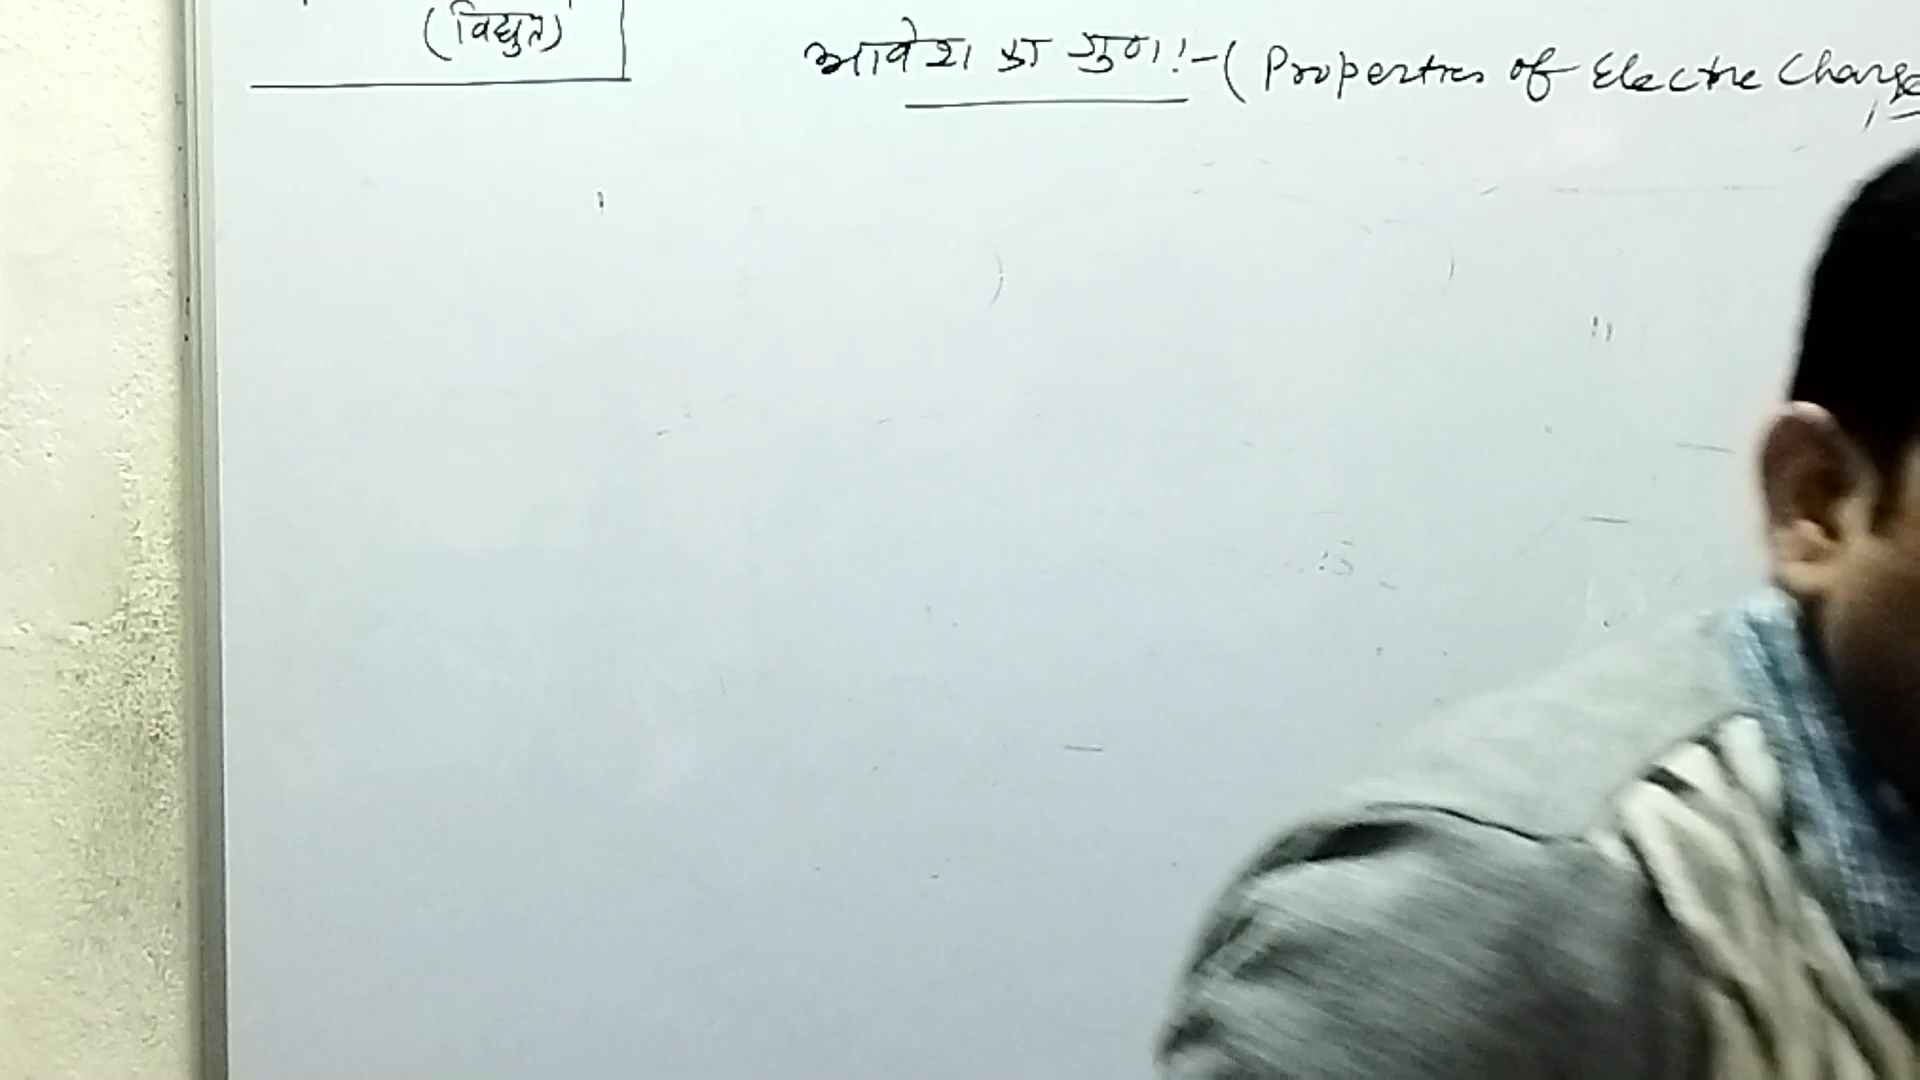 (विद्युत)
आवेश का गुण :- ( Properties of Electric Charge